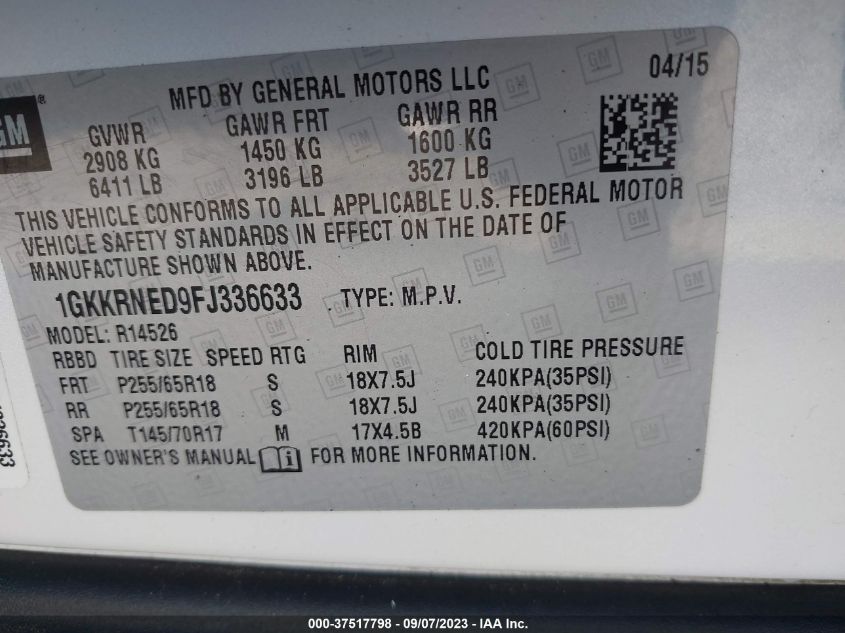 GM ®
MFD BY GENERAL MOTORS LLC 04/15
GVWR GAWR FRT GAWR RR
2908 KG 1450 KG 1600 KG
6411 LB 3196 LB 3527 LB
THIS VEHICLE CONFORMS TO ALL APPLICABLE U.S. FEDERAL MOTOR
VEHICLE SAFETY STANDARDS IN EFFECT ON THE DATE OF
MANUFACTURE SHOWN ABOVE.
1GKKRNED9FJ336633 TYPE: M.P.V.
MODEL: R14526
RBBD TIRE SIZE SPEED RTG RIM COLD TIRE PRESSURE
FRT P255/65R18 S 18X7.5J 240KPA(35PSI)
RR P255/65R18 S 18X7.5J 240KPA(35PSI)
SPA T145/70R17 M 17X4.5B 420KPA(60PSI)
SEE OWNER'S MANUAL FOR MORE INFORMATION.
000-37517798 - 09/07/2023 - IAA Inc.